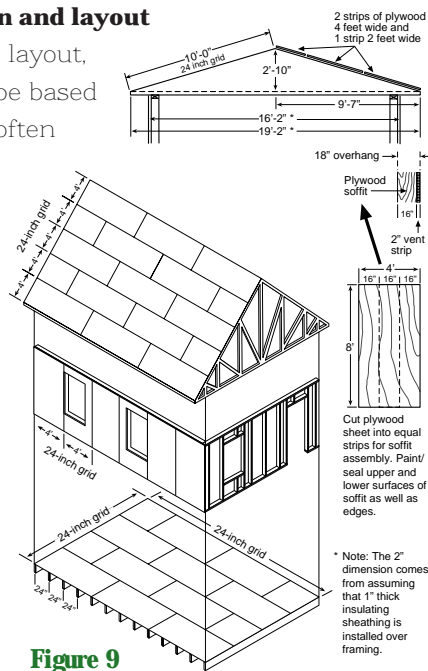 n and layout
layout,
be based
often
2 strips of plywood
4 feet wide and
1 strip 2 feet wide
10'-0"
24 inch grid
2'-10"
9'-7"
16'-2" *
19'-2" *
18" overhang
Plywood
soffit
16"
2" vent
strip
4'
16" 16" 16"
8'
Cut plywood
sheet into equal
strips for soffit
assembly. Paint/
seal upper and
lower surfaces of
soffit as well as
edges.
24-inch grid
4'
4'
4'
4'
4'
4'
24-inch grid
24-inch grid
24-inch grid
24" 24" 24"
* Note: The 2"
dimension comes
from assuming
that 1" thick
insulating
sheathing is
installed over
framing.
Figure 9